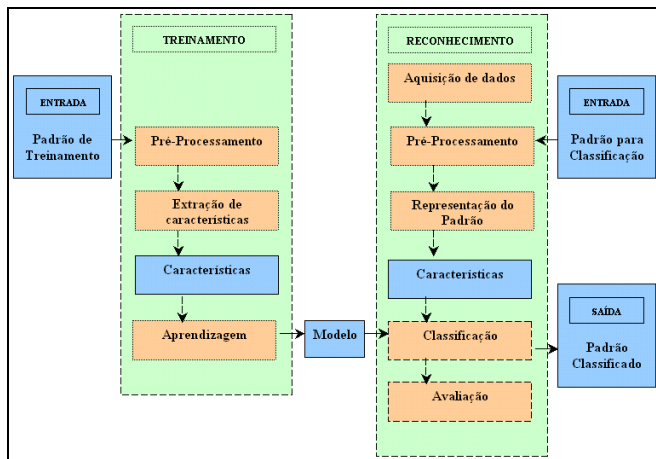 TREINAMENTO
ENTRADA
Padrão de
Treinamento
Pré-Processamento
Extração de
características
Características
Aprendizagem
Modelo
RECONHECIMENTO
Aquisição de dados
Pré-Processamento
Representação do
Padrão
Características
Classificação
Avaliação
ENTRADA
Padrão para
Classificação
SAÍDA
Padrão
Classificado